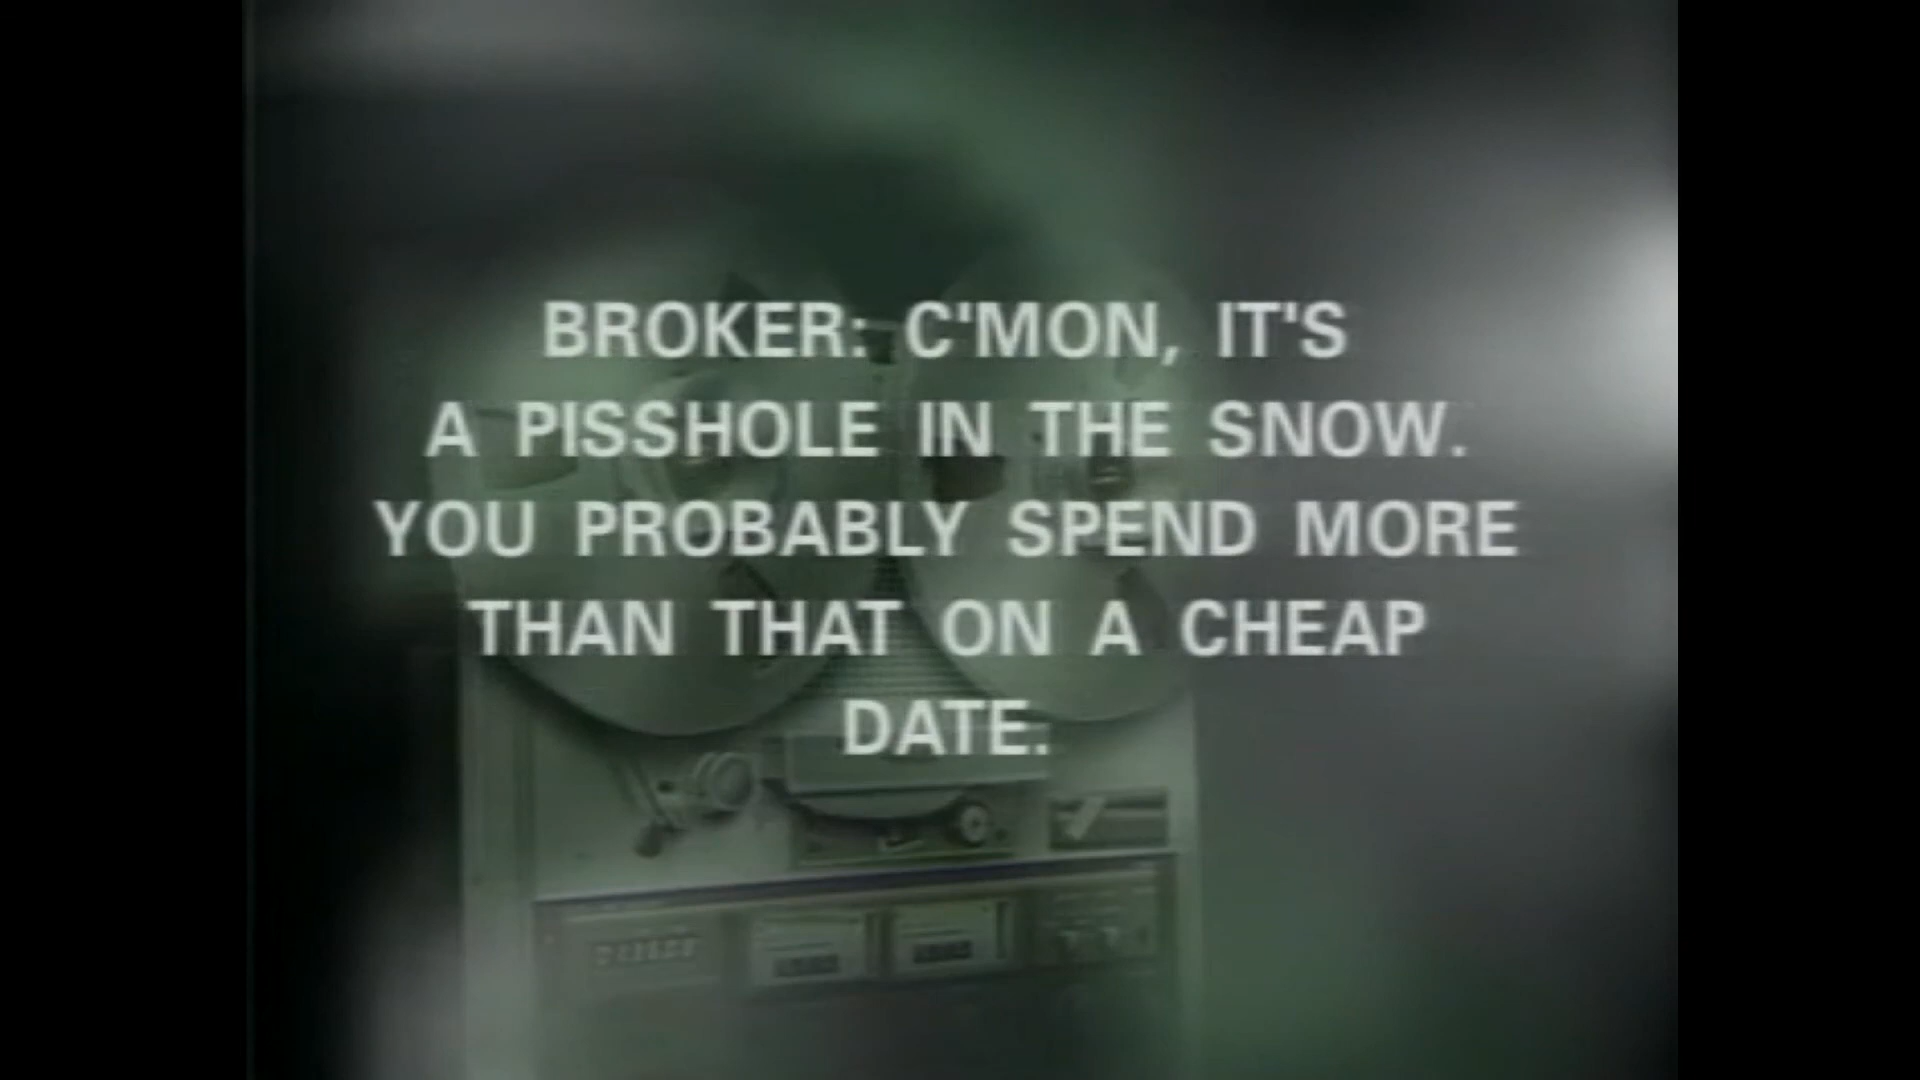 BROKER: C'MON, IT'S
A PISSHOLE IN THE SNOW.
YOU PROBABLY SPEND MORE
THAN THAT ON A CHEAP
DATE.